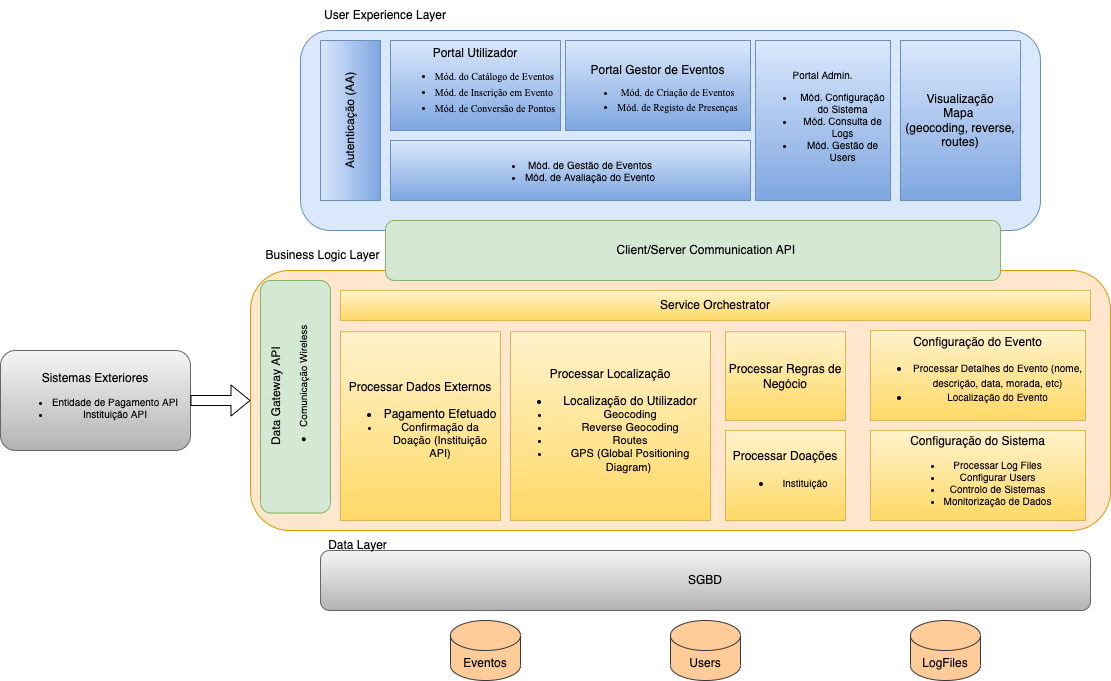 User Experience Layer
Autenticação (AA)
Portal Utilizador
• Mód. do Catálogo de Eventos
• Mód. de Inscrição em Evento
• Mód. de Conversão de Pontos
Portal Gestor de Eventos
• Mód. de Criação de Eventos
• Mód. de Registo de Presenças
• Mód. de Gestão de Eventos
• Mód. de Avaliação do Evento
Portal Admin.
• Mód. Configuração
do Sistema
• Mód. Consulta de
Logs
• Mód. Gestão de
Users
Visualização
Mapa
(geocoding, reverse,
routes)
Client/Server Communication API
Business Logic Layer
Sistemas Exteriores
• Entidade de Pagamento API
• Instituição API
Data Gateway API
• Comunicação Wireless
Service Orchestrator
Processar Dados Externos
• Pagamento Efetuado
• Confirmação da
Doação (Instituição
API)
Processar Localização
• Localização do Utilizador
• Geocoding
• Reverse Geocoding
• Routes
• GPS (Global Positioning
Diagram)
Processar Regras de
Negócio
Processar Doações
• Instituição
Configuração do Evento
• Processar Detalhes do Evento (nome,
descrição, data, morada, etc)
• Localização do Evento
Configuração do Sistema
• Processar Log Files
• Configurar Users
• Controlo de Sistemas
• Monitorização de Dados
Data Layer
SGBD
Eventos
Users
LogFiles